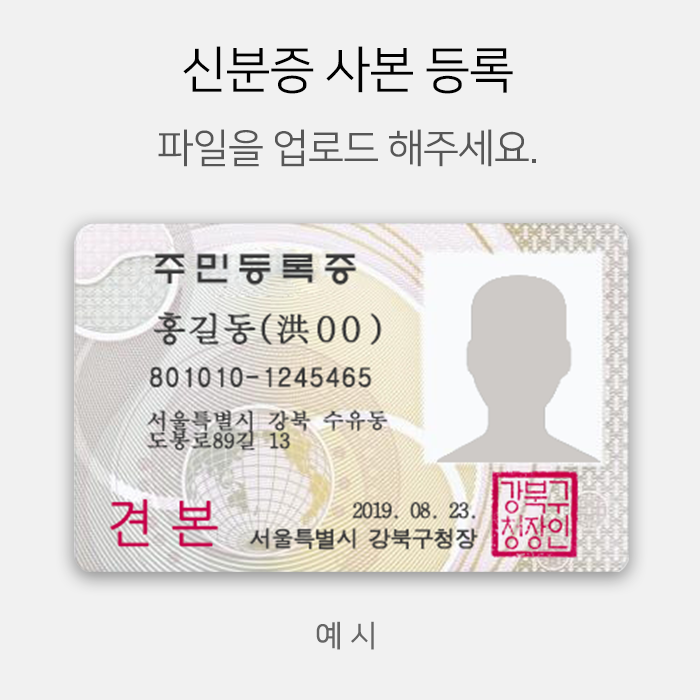 신분증 사본 등록
파일을 업로드 해주세요.
주민등록증
홍길동(洪OO)
801010-1245465
서울특별시 강북 수유동
도봉로89길 13
견본
2019. 08. 23.
서울특별시 강북구청장
강북구
청장인
예시